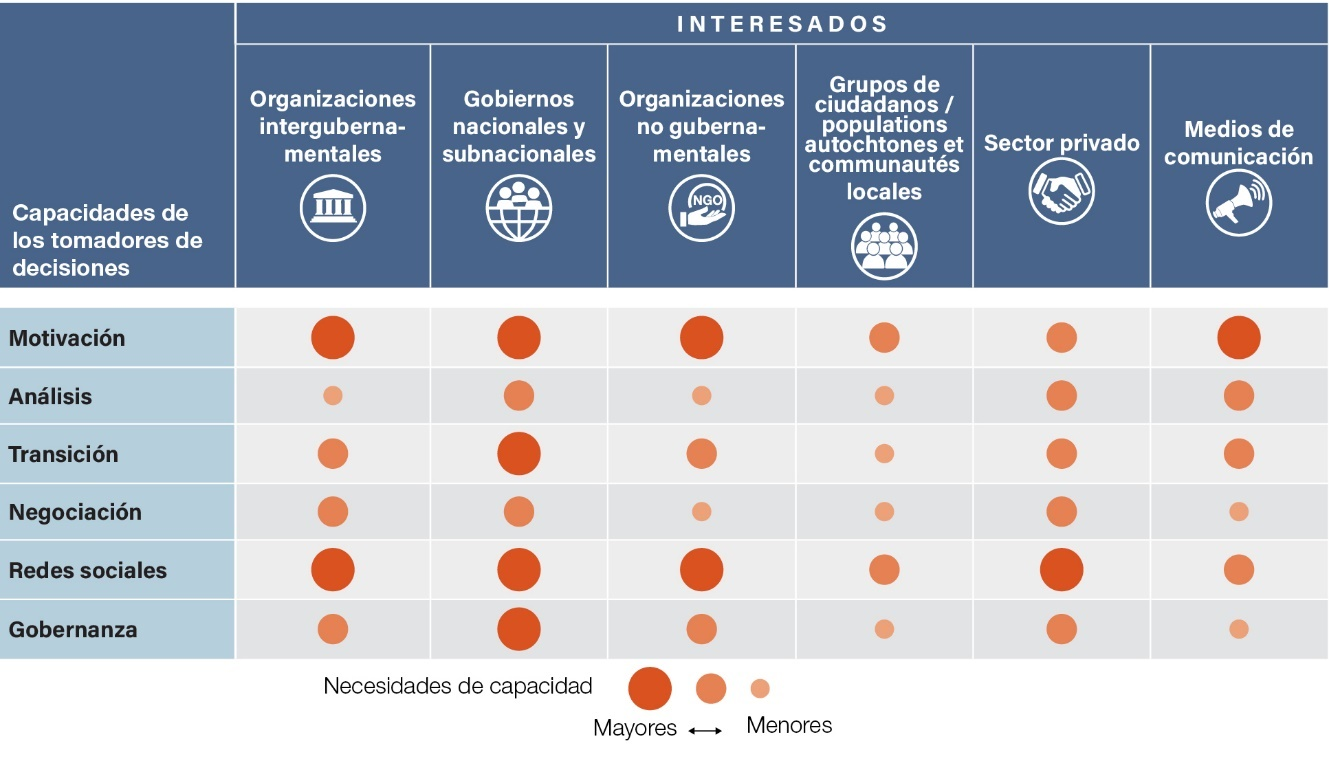 INTERESADOS
Capacidades de
los tomadores de
decisiones
Organizaciones
interguberna-
mentales
Gobiernos
nacionales y
subnacionales
Organizaciones
no guberna-
mentales
NGO
Grupos de
ciudadanos /
populations
autochtones et
communautés
locales
Sector privado
Medios de
comunicación
Motivación
Análisis
Transición
Negociación
Redes sociales
Gobernanza
Necesidades de capacidad
Mayores ↔ Menores